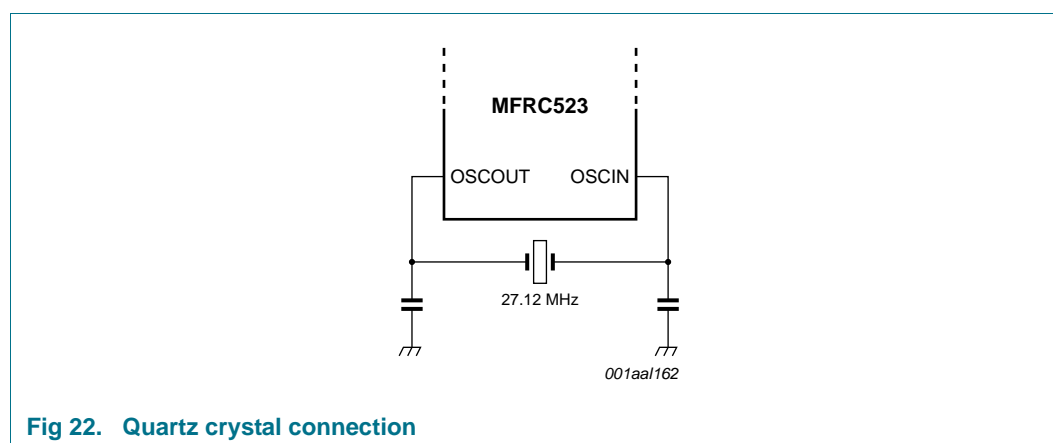 MFRC523
OSCOUT OSCIN
27.12 MHz
001aal162
Fig 22. Quartz crystal connection